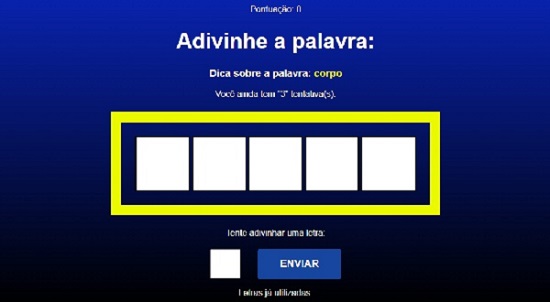 Pontuação: 0
Adivinhe a palavra:
Dica sobre a palavra: corpo
Você ainda tem "3" tentativa(s).
Tente adivinhar uma letra:
ENVIAR
Letras já utilizadas